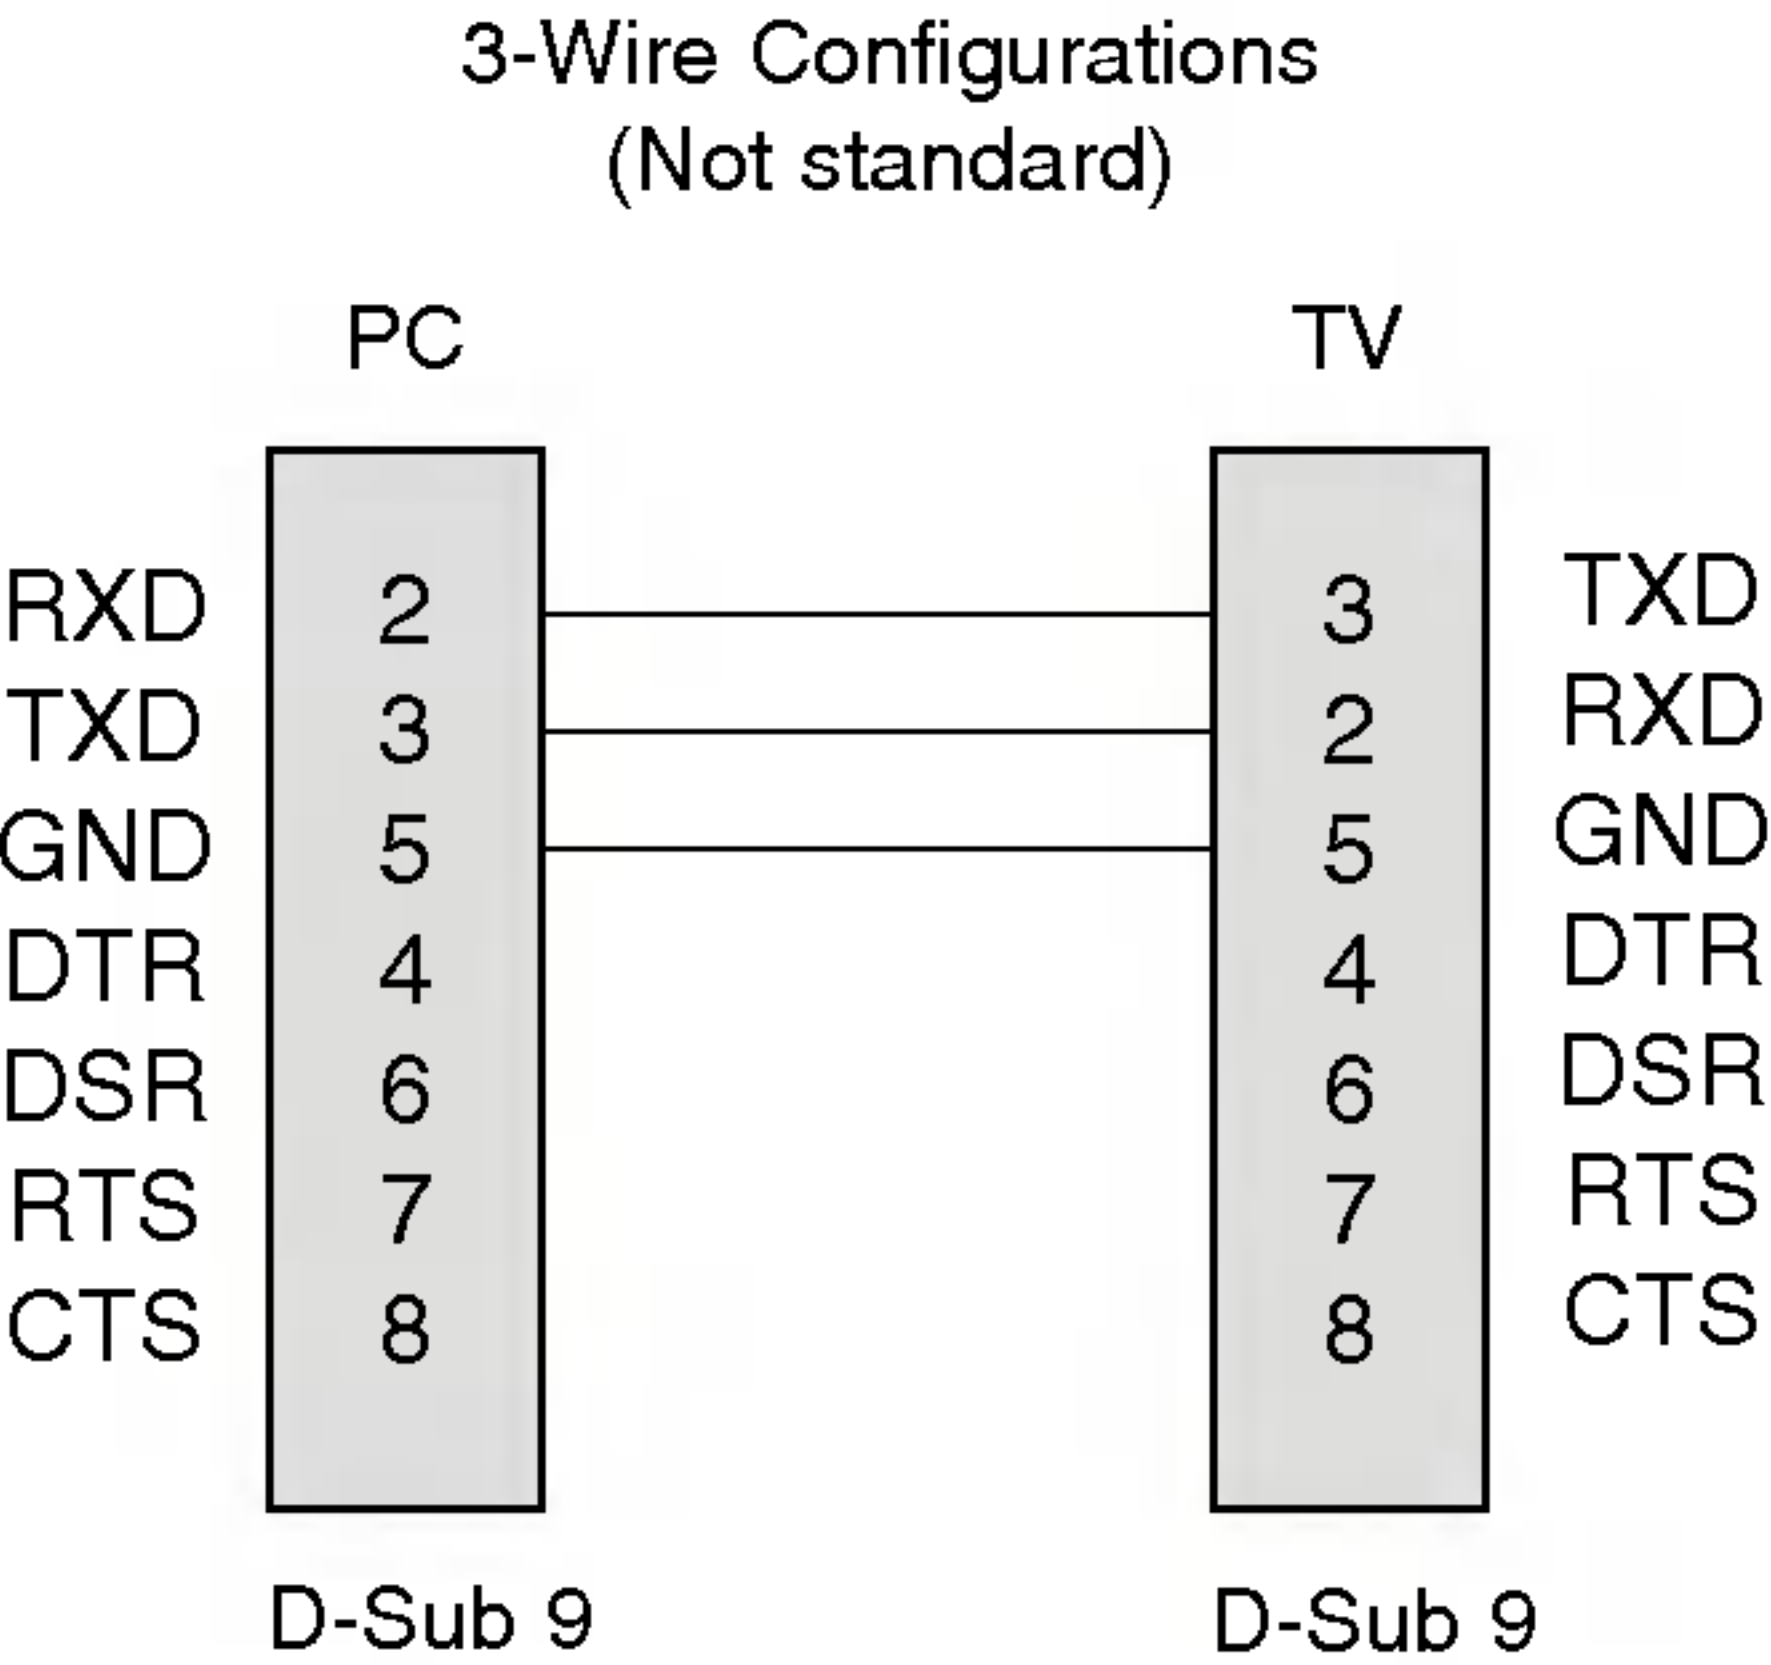 3-Wire Configurations
(Not standard)
PC TV
RXD 2 3 TXD
TXD 3 2 RXD
GND 5 5 GND
DTR 4 4 DTR
DSR 6 6 DSR
RTS 7 7 RTS
CTS 8 8 CTS
D-Sub 9 D-Sub 9